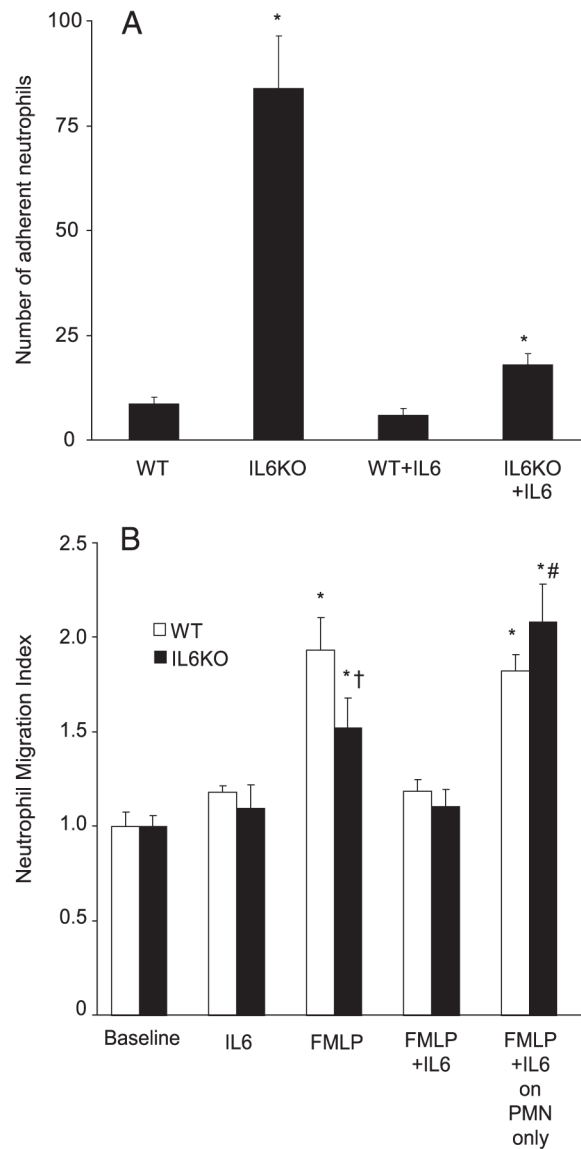 A
Number of adherent neutrophils
100
75
50
25
0
*
*
WT
IL6KO
WT+IL6
IL6KO
+IL6
B
Neutrophil Migration Index
2.5
2.0
1.5
1.0
0.5
0
WT
IL6KO
*
*†
*
*#
Baseline
IL6
FMLP
FMLP
+IL6
FMLP
+IL6
on
PMN
only